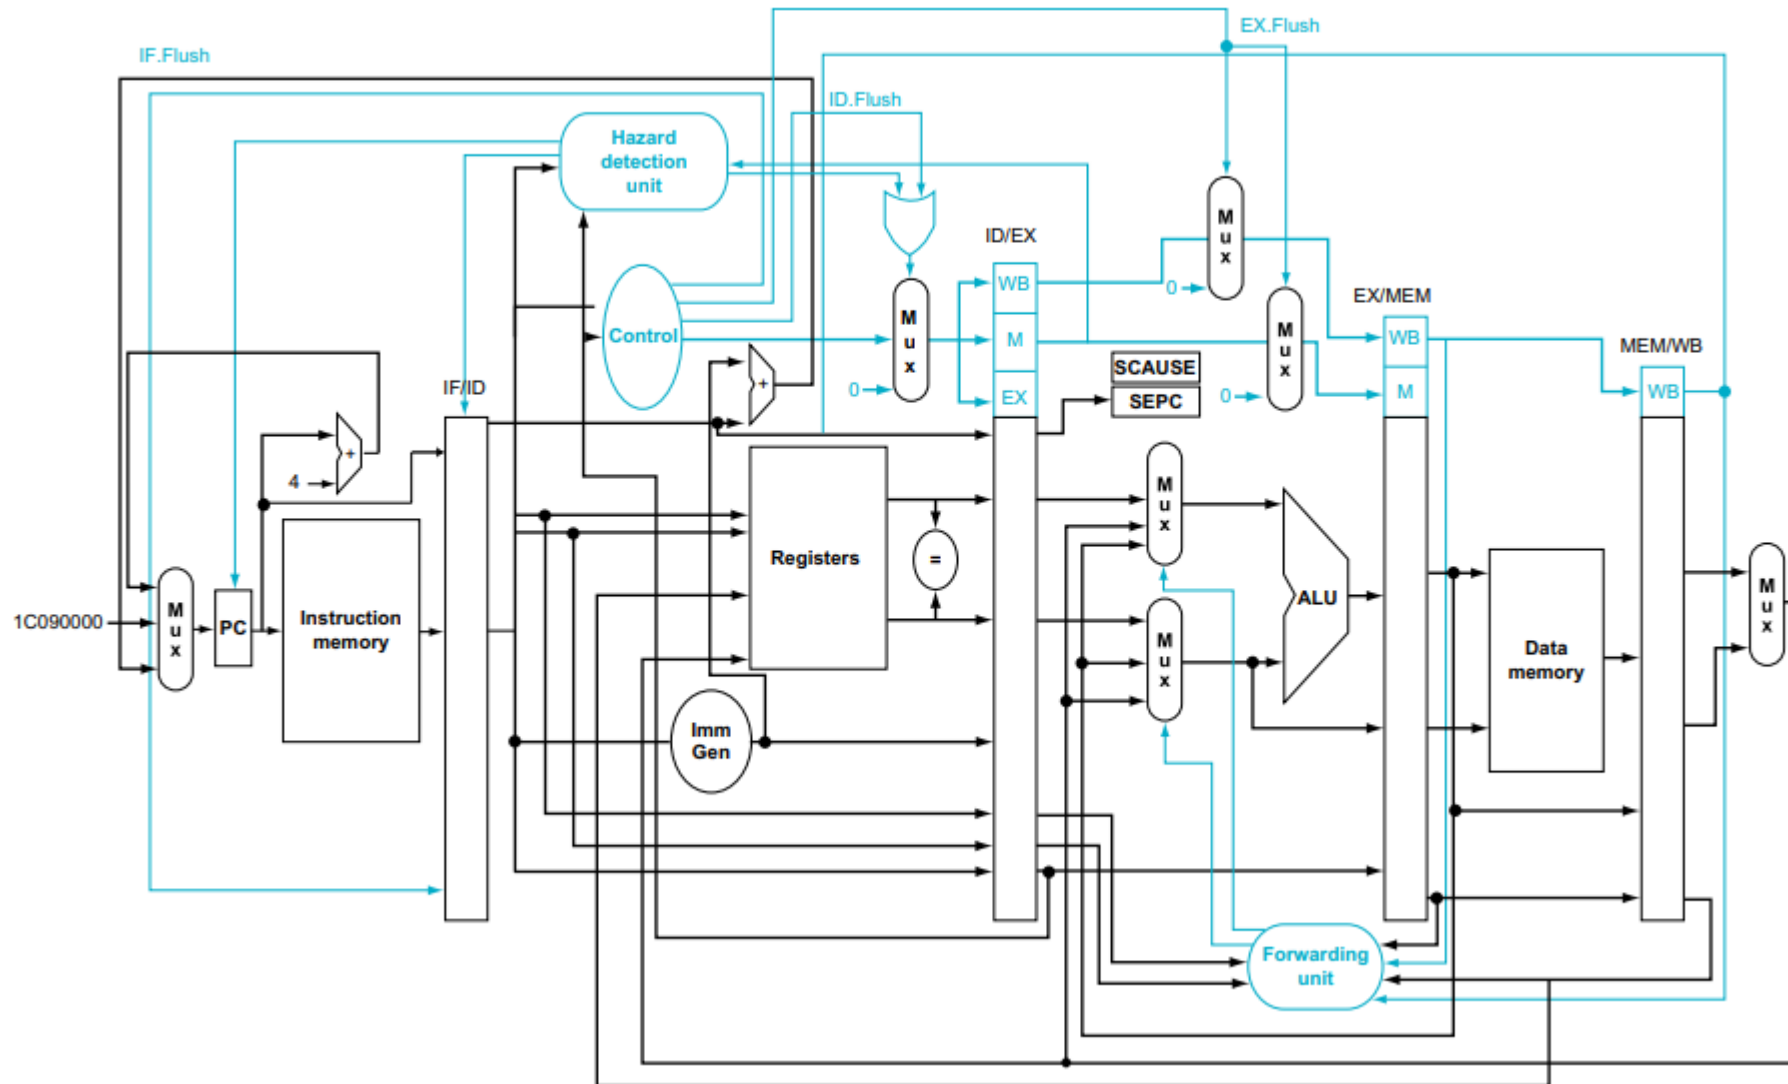 EX.Flush
IF.Flush
ID.Flush
Hazard
detection
unit
M
u
x
ID/EX
WB
0
EX/MEM
M
u
x
Control
M
u
x
M
WB
MEM/WB
SCAUSE
+
IF/ID
0
EX
SEPC
0
M
WB
+
4
M
u
x
Registers
=
M
u
x
1C090000
PC
Instruction
memory
ALU
M
u
x
Data
memory
M
u
x
Imm
Gen
Forwarding
unit